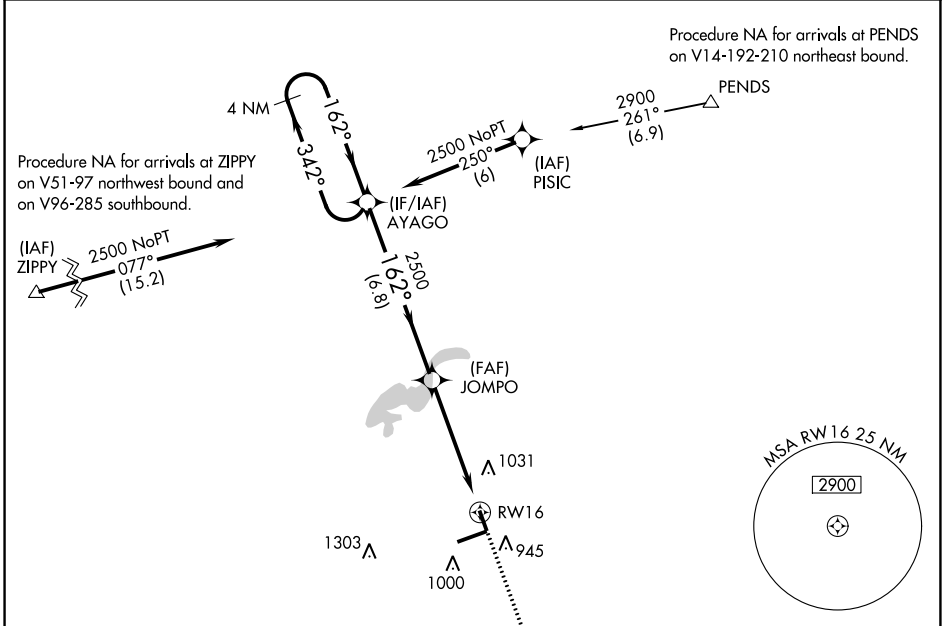 Procedure NA for arrivals at PENDS
on V14-192-210 northeast bound.
PENDS
2900
261°
(6.9)
4 NM
162°
342°
2500 NoPT
250°
(6)
(IAF)
PISIC
Procedure NA for arrivals at ZIPPY
on V51-97 northwest bound and
on V96-285 southbound.
(IF/IAF)
AYAGO
(IAF)
ZIPPY
2500 NoPT
077°
(15.2)
2500
162°
(6.8)
(FAF)
JOMPO
1031
RW16
945
1303
1000
MSA RW16 25 NM
2900